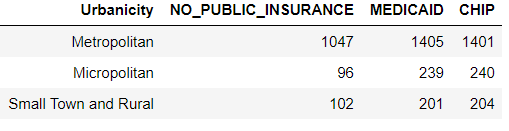 Urbanicity NO_PUBLIC_INSURANCE MEDICAID CHIP
Metropolitan 1047 1405 1401
Micropolitan 96 239 240
Small Town and Rural 102 201 204